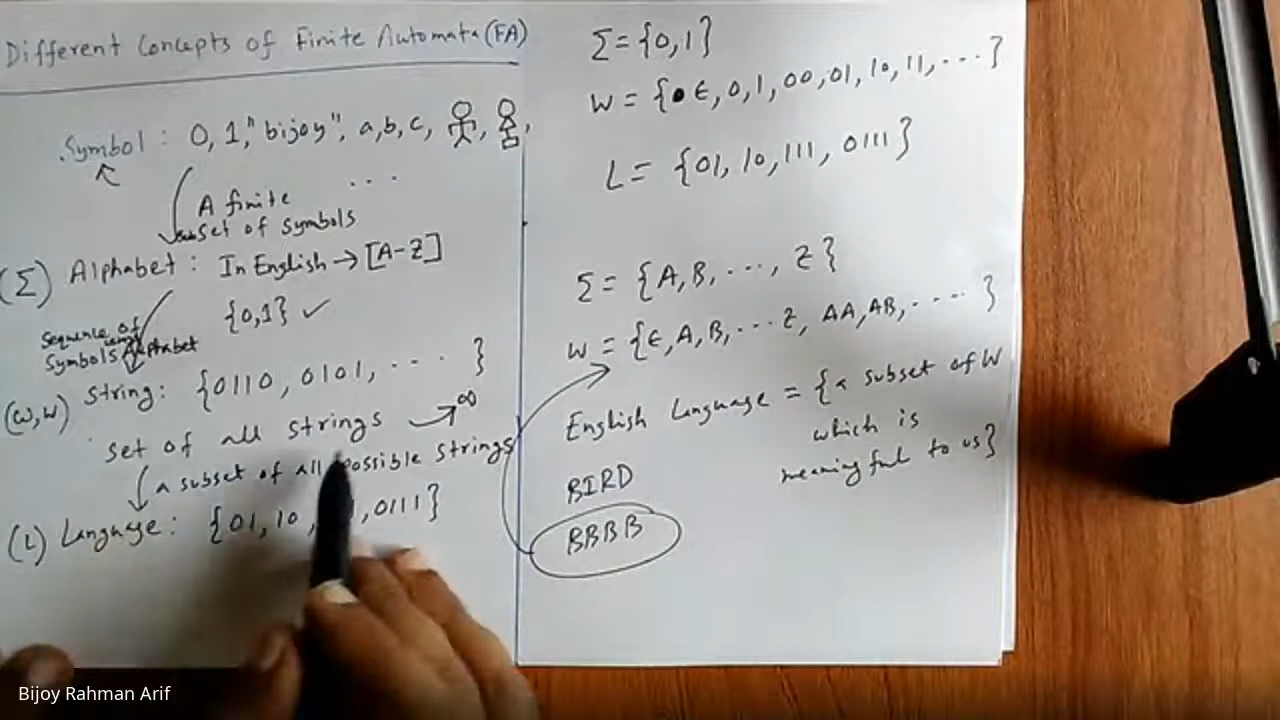 Different Concepts of Finite Automata (FA)
Symbol : 0, 1, "bijoy", a, b, c, , ,
A finite ...
subset of symbols
(Σ) Alphabet : In English → [A-Z]
{0,1} ✓
Sequence of
Symbols Alphabet
(ω, W) String: {0110, 0101, ... }
Set of all strings → ∞
a subset of all possible strings
(L) Language: {01, 10, , 0111}
Σ = {0,1}
W = {ϵ, 0, 1, 00, 01, 10, 11, ... }
L = {01, 10, 111, 0111}
Σ = {A, B, ..., Z}
W = {ϵ, A, B, ... Z, AA, AB, .... }
English Language = {a subset of W
which is
meaningful to us}
BIRD
BBBB
Bijoy Rahman Arif